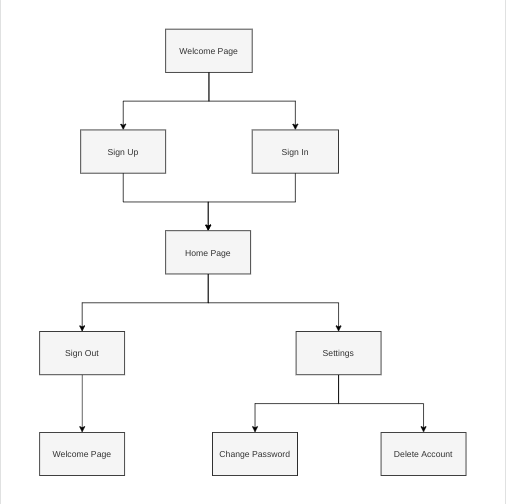 Welcome Page
Sign Up
Sign In
Home Page
Sign Out
Settings
Welcome Page
Change Password
Delete Account